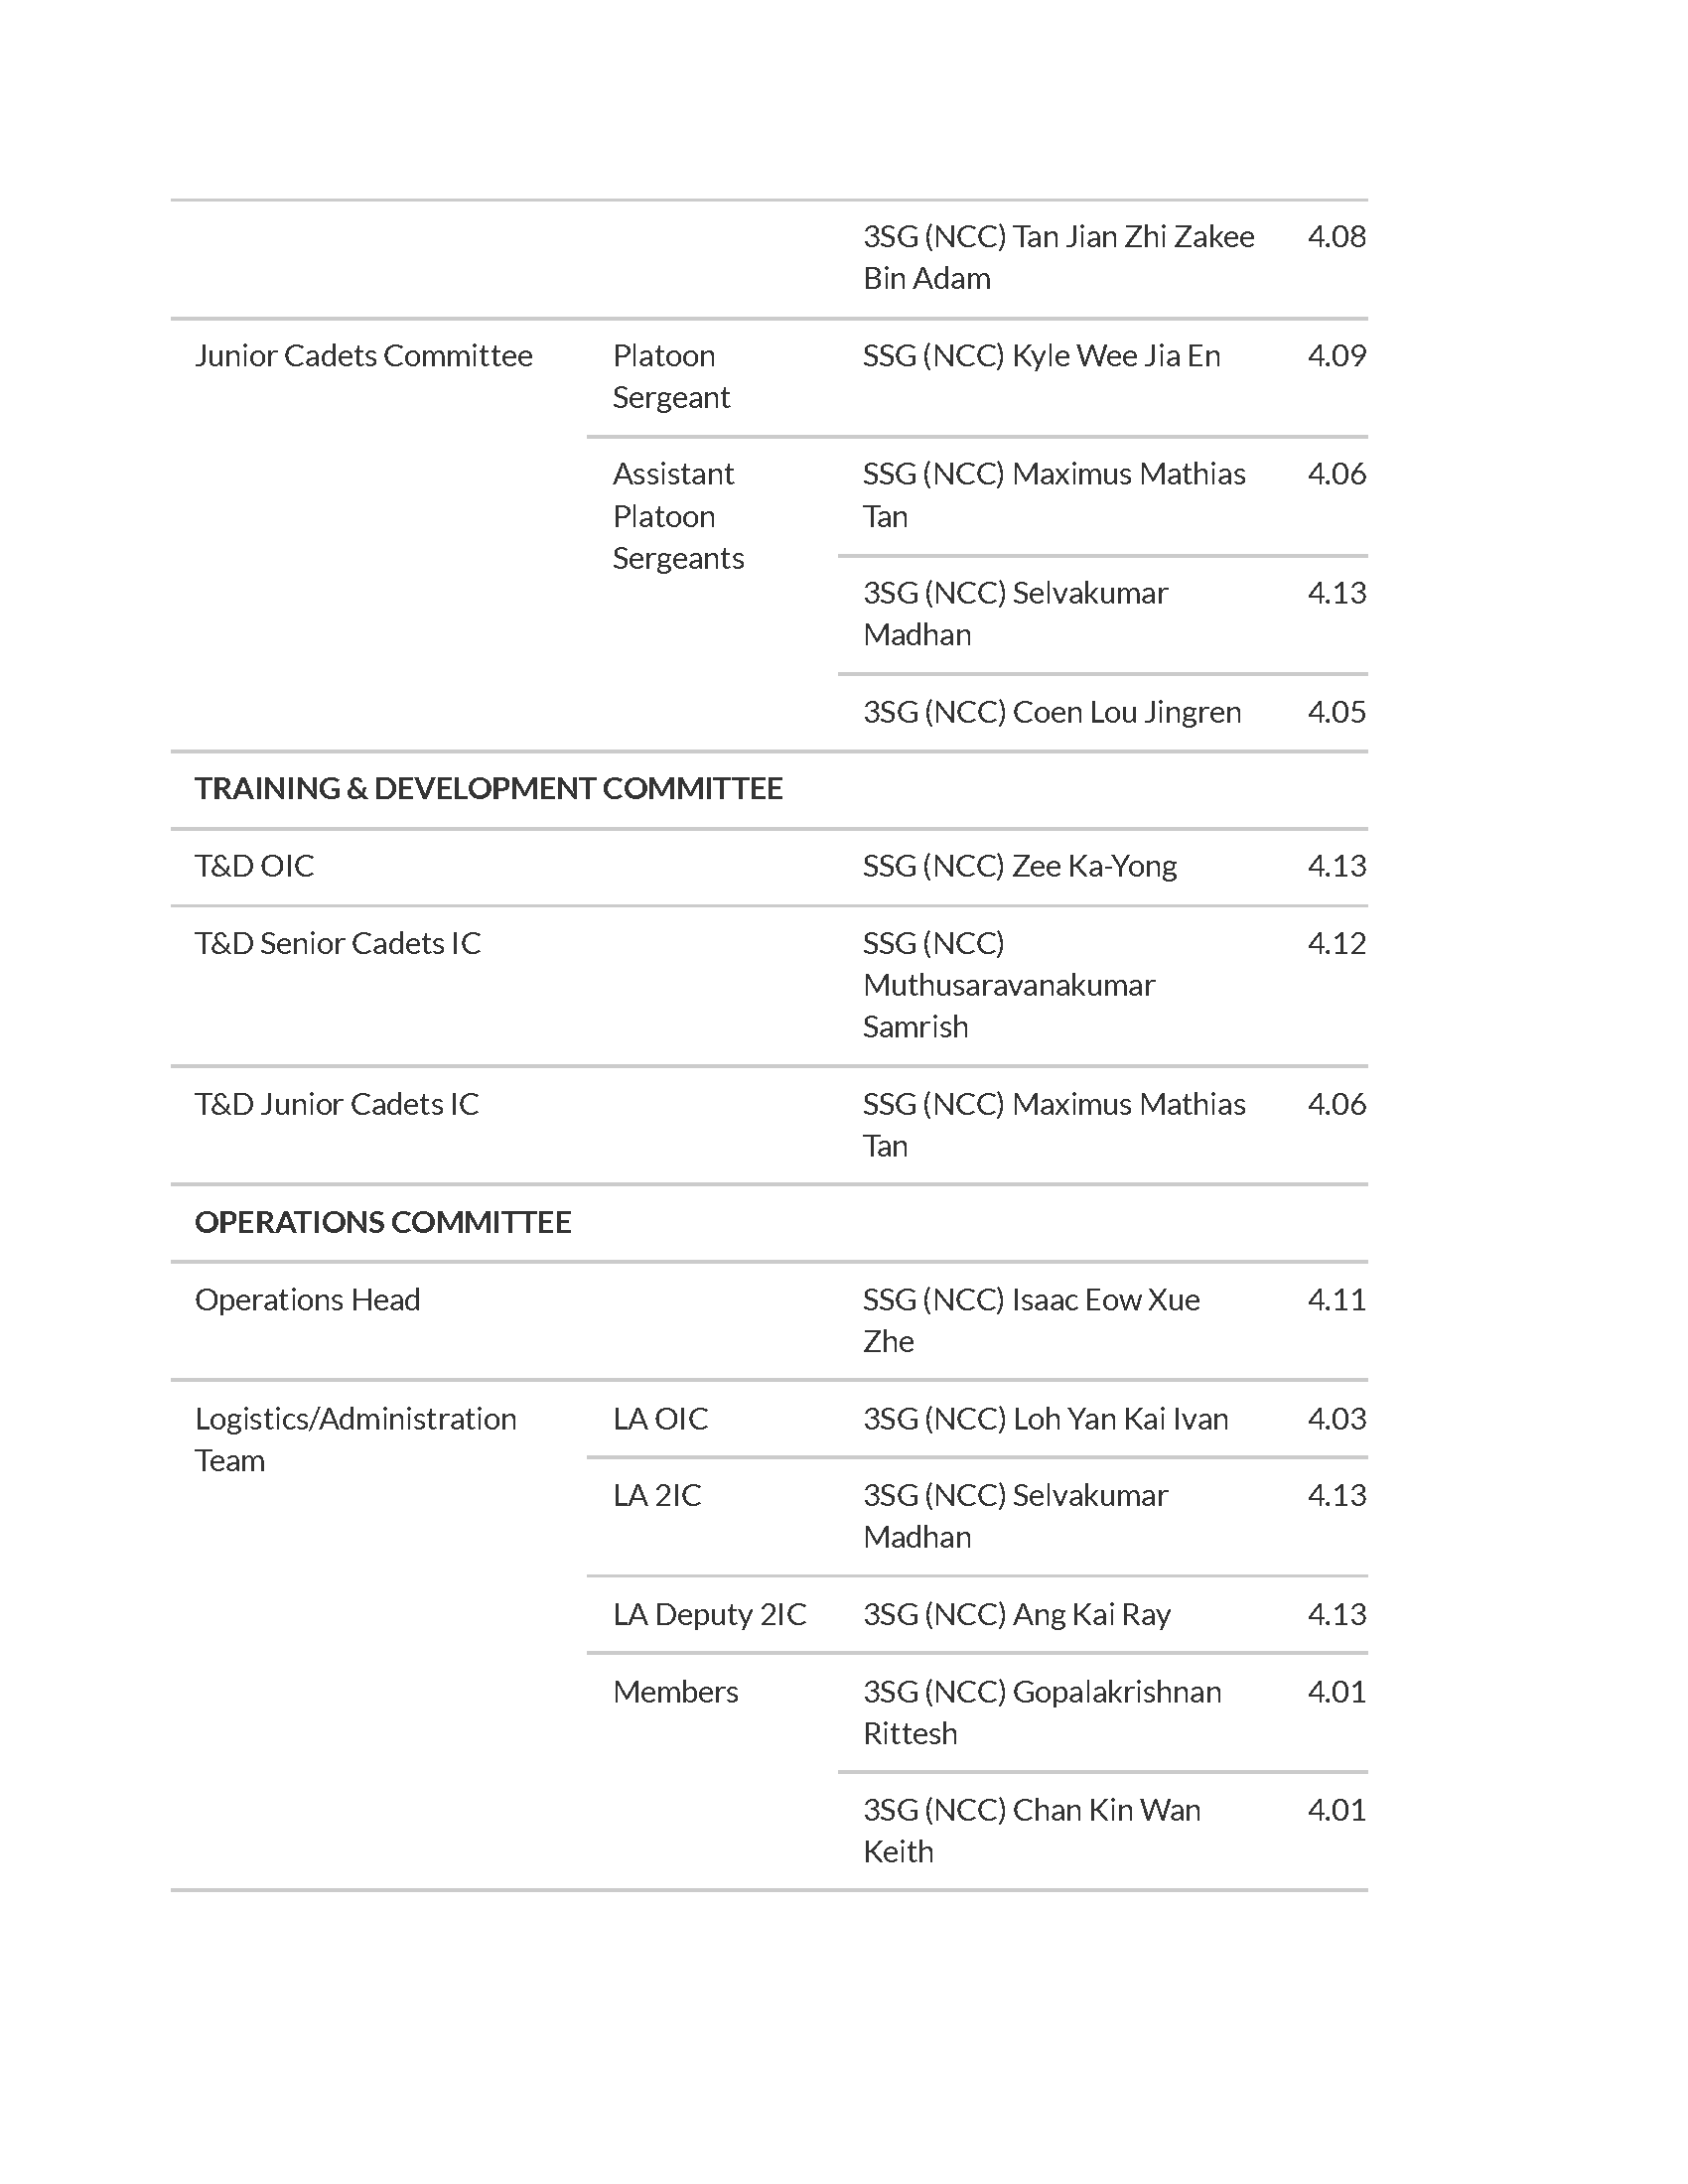 3SG (NCC) Tan Jian Zhi Zakee 4.08
Bin Adam
Junior Cadets Committee Platoon SSG (NCC) Kyle Wee Jia En 4.09
Sergeant
Assistant SSG (NCC) Maximus Mathias 4.06
Platoon Tan
Sergeants
3SG (NCC) Selvakumar 4.13
Madhan
3SG (NCC) Coen Lou Jingren 4.05
TRAINING & DEVELOPMENT COMMITTEE
T&D OIC SSG (NCC) Zee Ka-Yong 4.13
T&D Senior Cadets IC SSG (NCC) 4.12
Muthusaravanakumar
Samrish
T&D Junior Cadets IC SSG (NCC) Maximus Mathias 4.06
Tan
OPERATIONS COMMITTEE
Operations Head SSG (NCC) Isaac Eow Xue 4.11
Zhe
Logistics/Administration LA OIC 3SG (NCC) Loh Yan Kai Ivan 4.03
Team
LA 2IC 3SG (NCC) Selvakumar 4.13
Madhan
LA Deputy 2IC 3SG (NCC) Ang Kai Ray 4.13
Members 3SG (NCC) Gopalakrishnan 4.01
Rittesh
3SG (NCC) Chan Kin Wan 4.01
Keith